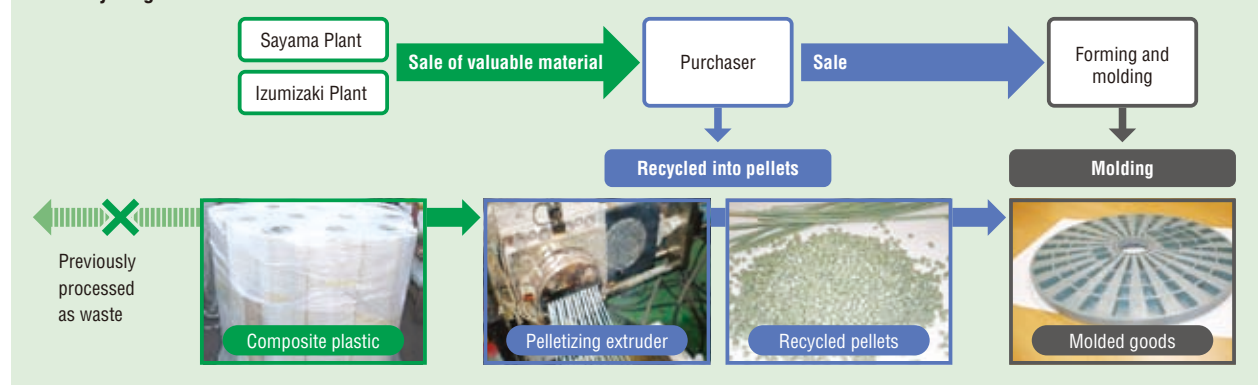 Sayama Plant
Izumizaki Plant
Sale of valuable material
Purchaser
Sale
Forming and
molding
Recycled into pellets
Molding
Previously
processed
as waste
Composite plastic
Pelletizing extruder
Recycled pellets
Molded goods